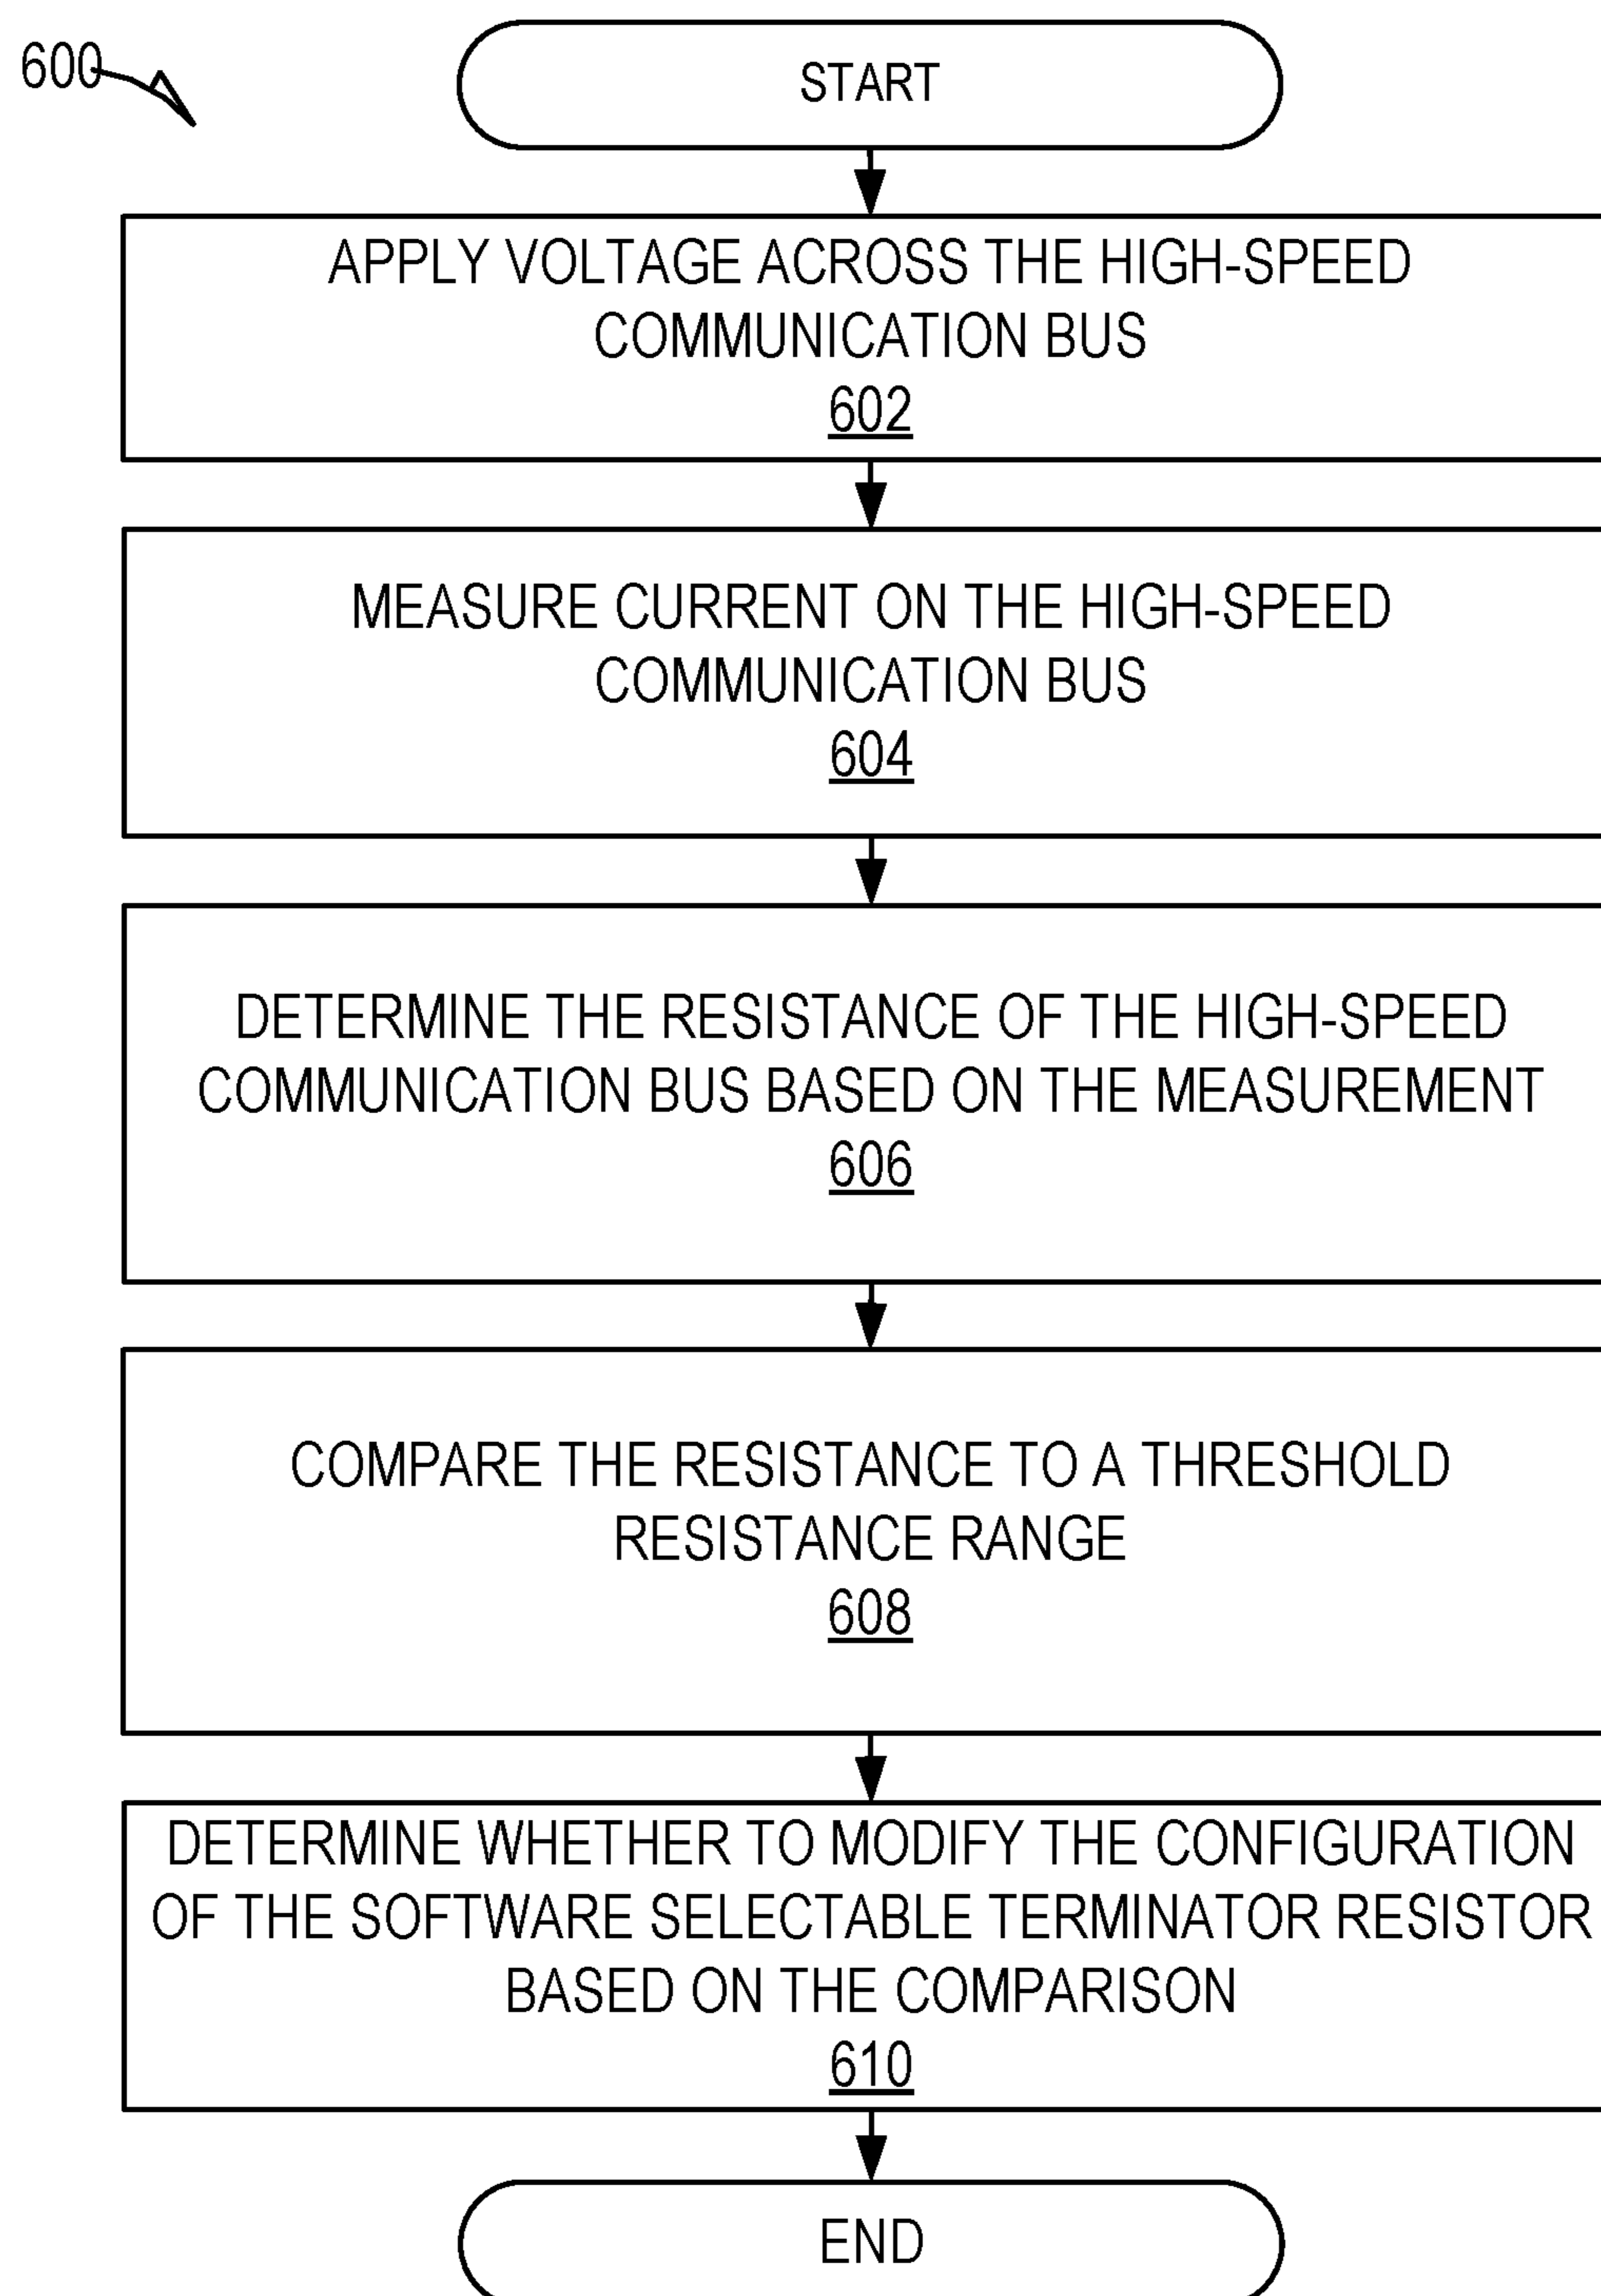 600
START
APPLY VOLTAGE ACROSS THE HIGH-SPEED
COMMUNICATION BUS
602
MEASURE CURRENT ON THE HIGH-SPEED
COMMUNICATION BUS
604
DETERMINE THE RESISTANCE OF THE HIGH-SPEED
COMMUNICATION BUS BASED ON THE MEASUREMENT
606
COMPARE THE RESISTANCE TO A THRESHOLD
RESISTANCE RANGE
608
DETERMINE WHETHER TO MODIFY THE CONFIGURATION
OF THE SOFTWARE SELECTABLE TERMINATOR RESISTOR
BASED ON THE COMPARISON
610
END